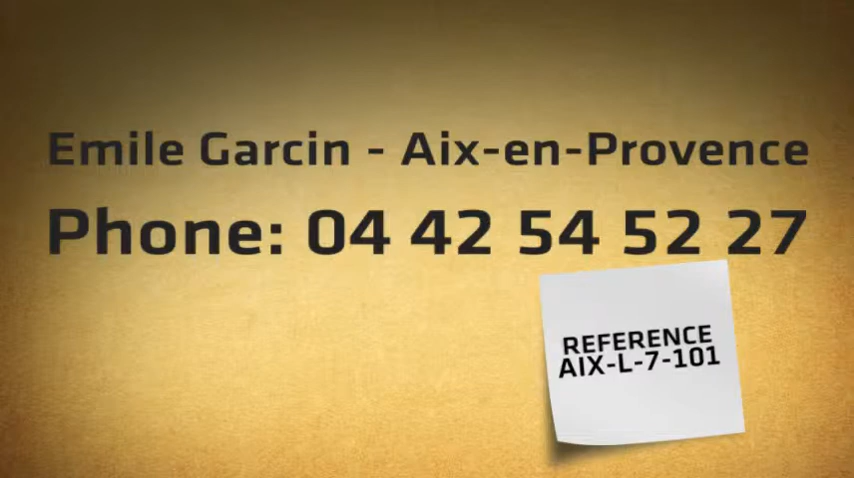 Emile Garcin - Aix-en-Provence
Phone: 04 42 54 52 27
REFERENCE
AIX-L-7-101